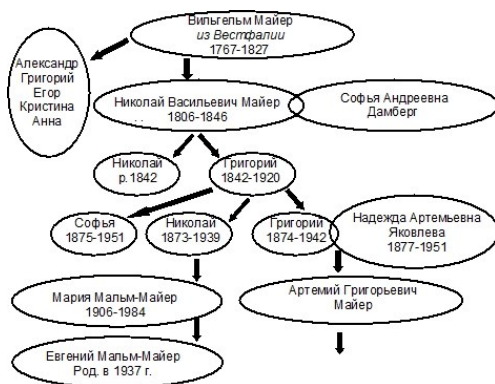 Вильгельм Майер
из Вестфалии
1767-1827
Александр
Григорий
Егор
Кристина
Анна
Николай Васильевич Майер
1806-1846
Софья Андреевна
Дамберг
Николай
р.1842
Григорий
1842-1920
Софья
1875-1951
Николай
1873-1939
Григорий
1874-1942
Надежда Артемьевна
Яковлева
1877-1951
Мария Мальм-Майер
1906-1984
Артемий Григорьевич
Майер
Евгений Мальм-Майер
Род. в 1937 г.